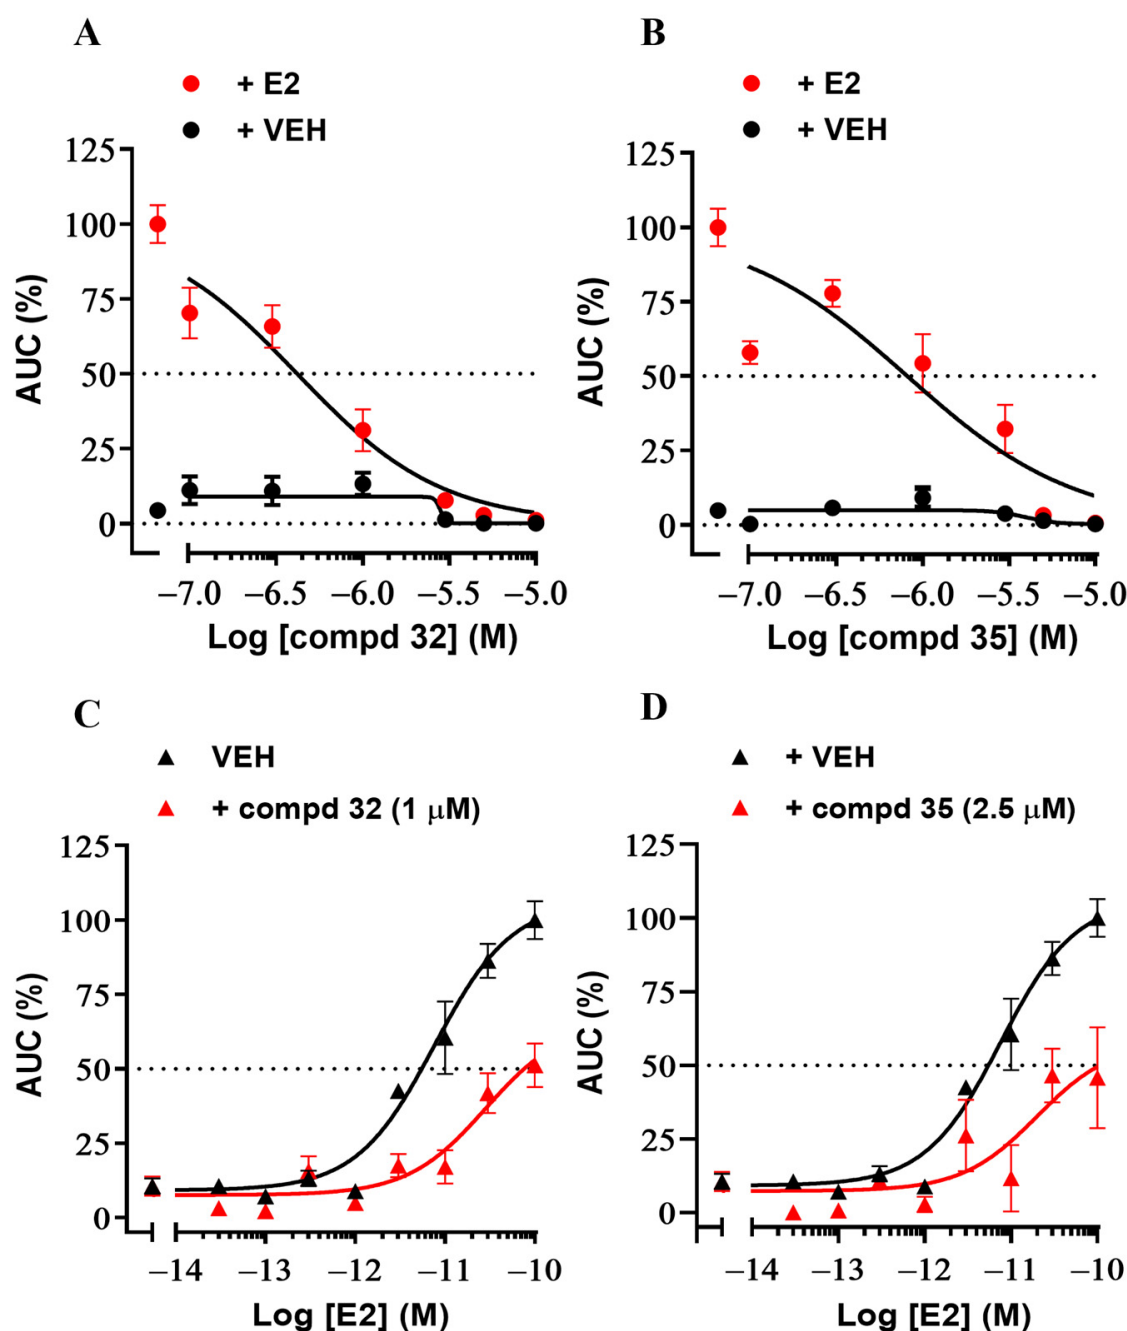 A
+ E2
+ VEH
125
100
75
50
25
0
AUC (%)
−7.0 −6.5 −6.0 −5.5 −5.0
Log [compd 32] (M)
B
+ E2
+ VEH
125
100
75
50
25
0
AUC (%)
−7.0 −6.5 −6.0 −5.5 −5.0
Log [compd 35] (M)
C
VEH
+ compd 32 (1 μM)
125
100
75
50
25
0
AUC (%)
−14 −13 −12 −11 −10
Log [E2] (M)
D
+ VEH
+ compd 35 (2.5 μM)
125
100
75
50
25
0
AUC (%)
−14 −13 −12 −11 −10
Log [E2] (M)